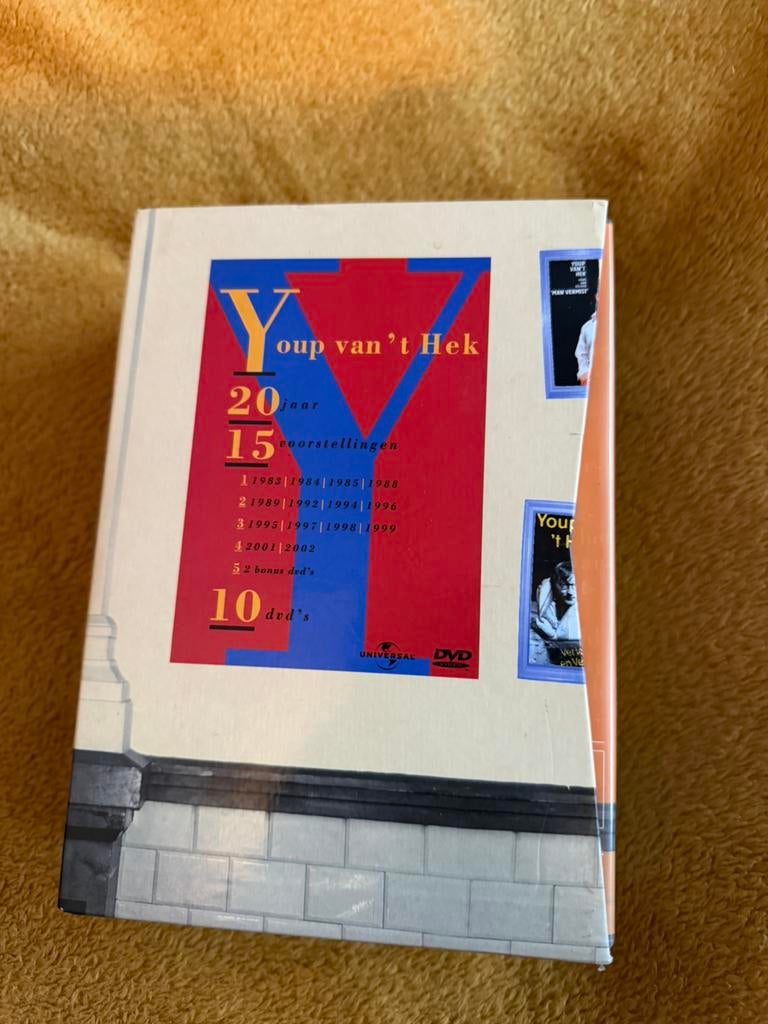 Youp van 't Hek
20 jaar
15 voorstellingen
1 1983|1984|1985|1988
2 1989|1992|1994|1996
3 1995|1997|1998|1999
4 2001|2002
5 2 bonus dvd's
10 dvd's
UNIVERSAL
DVD
VIDEO
YOUP
VAN'T
HEK
'MAN VERMIST'
Youp
't H